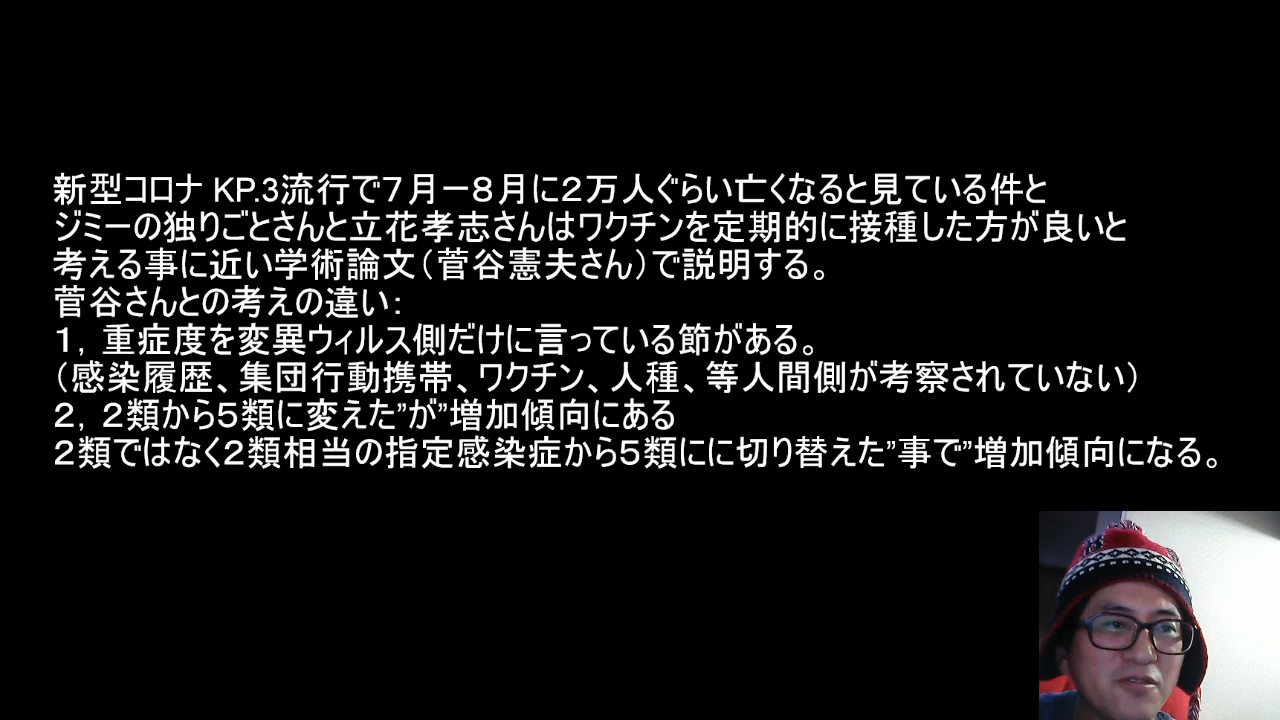 新型コロナ KP.3流行で７月－８月に２万人ぐらい亡くなると見ている件と
ジミーの独りごとさんと立花孝志さんはワクチンを定期的に接種した方が良いと
考える事に近い学術論文（菅谷憲夫さん）で説明する。
菅谷さんとの考えの違い：
１，重症度を変異ウィルス側だけに言っている節がある。
（感染履歴、集団行動携帯、ワクチン、人種、等人間側が考察されていない）
２，２類から５類に変えた”が”増加傾向にある
２類ではなく２類相当の指定感染症から５類にに切り替えた”事で”増加傾向になる。